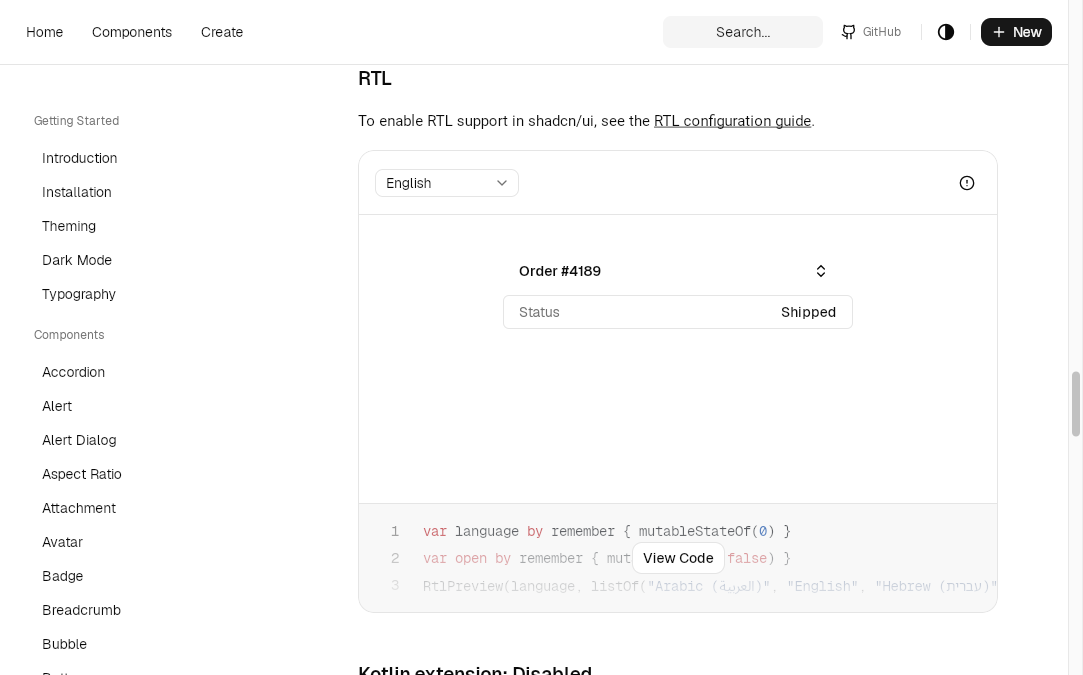 Home Components Create Search... GitHub New
RTL
To enable RTL support in shadcn/ui, see the RTL configuration guide.
Getting Started
Introduction
Installation
Theming
Dark Mode
Typography
Components
Accordion
Alert
Alert Dialog
Aspect Ratio
Attachment
Avatar
Badge
Breadcrumb
Bubble
English
Order #4189
Status Shipped
1 var language by remember { mutableStateOf(0) }
2 var open by remember { mut false) }
View Code
3 RtlPreview(language, listOf("Arabic (العربية)", "English", "Hebrew (עברית)"
Kotlin extension: Disabled